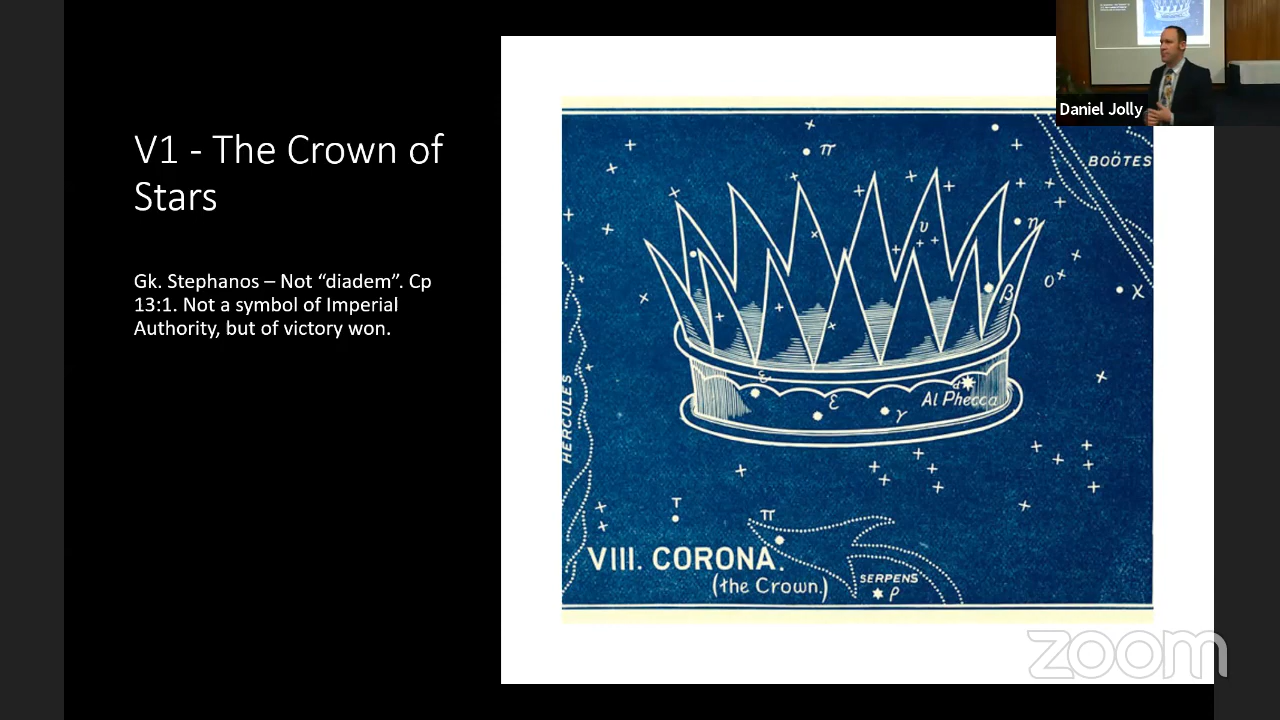 V1 - The Crown of
Stars
Gk. Stephanos – Not “diadem”. Cp
13:1. Not a symbol of Imperial
Authority, but of victory won.
Daniel Jolly
BOÖTES
π
η
υ
ο
β
χ
HERCULES
ε
α
Al Phecca
ε
γ
T
π
VIII. CORONA.
(the Crown.)
SERPENS
ρ
zoom